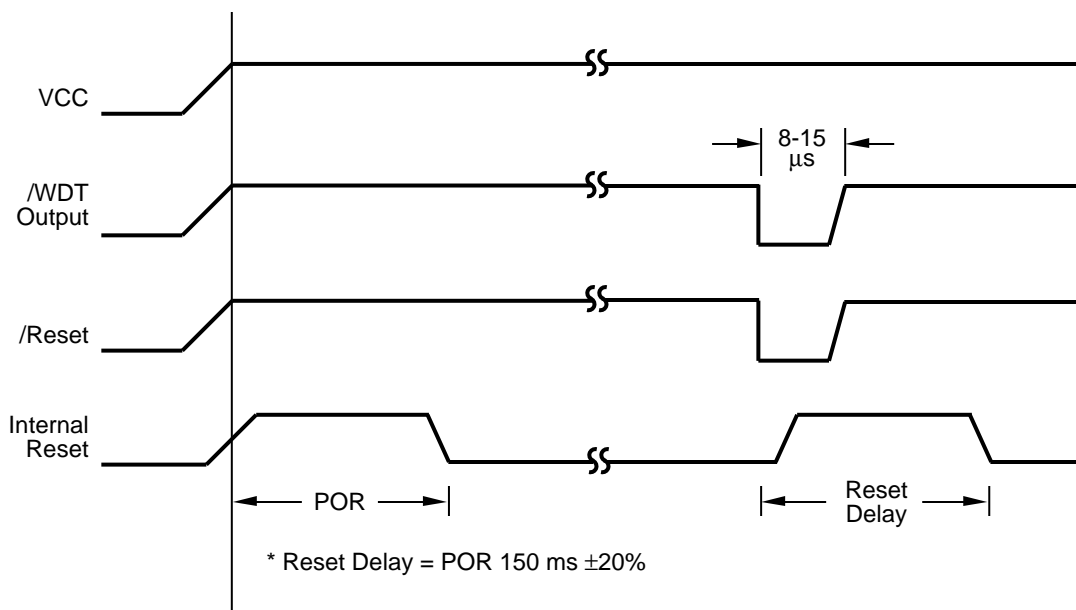 VCC
8-15
µs
/WDT
Output
/Reset
Internal
Reset
POR
Reset
Delay
* Reset Delay = POR 150 ms ±20%